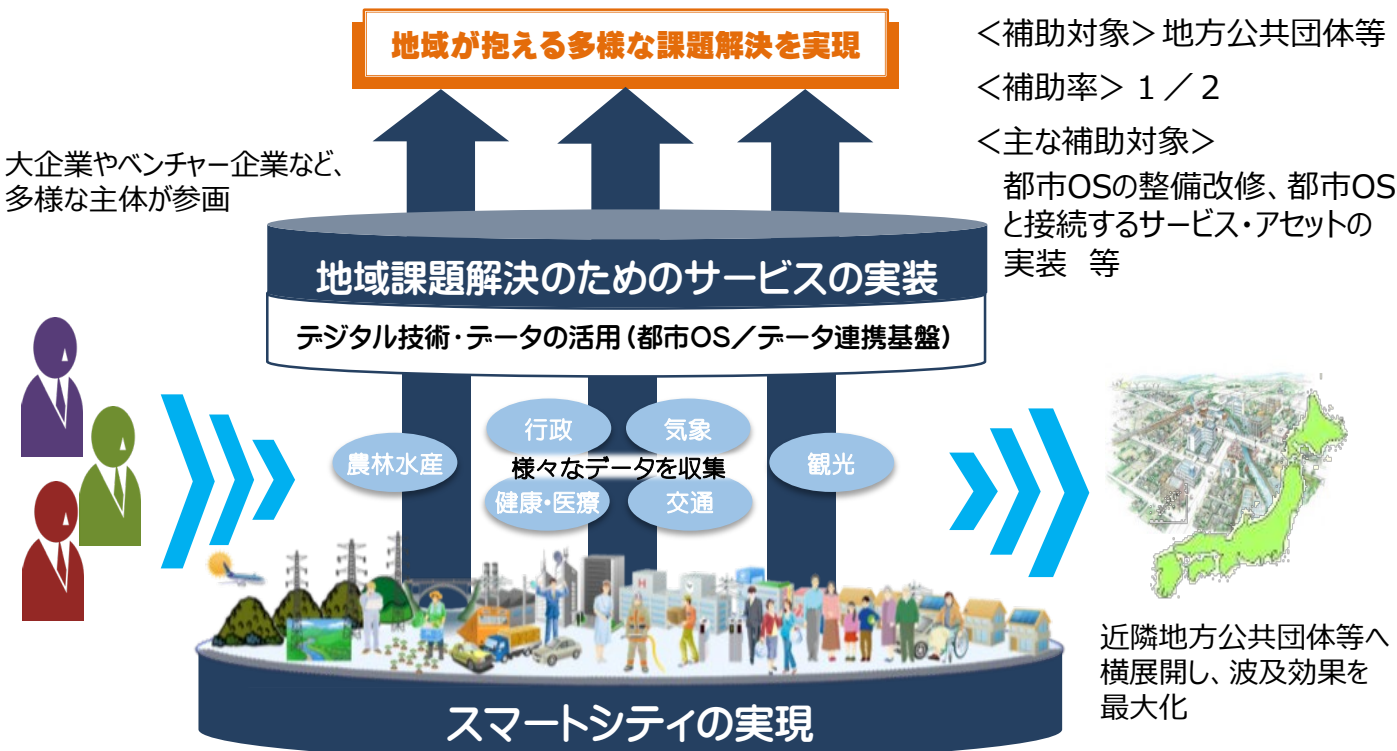 地域が抱える多様な課題解決を実現
<補助対象>地方公共団体等
<補助率> 1/2
<主な補助対象>
都市OSの整備改修、都市OS
と接続するサービス・アセットの
実装 等
大企業やベンチャー企業など、
多様な主体が参画
地域課題解決のためのサービスの実装
デジタル技術・データの活用(都市OS/データ連携基盤)
行政
気象
農林水産
様々なデータを収集
観光
健康・医療
交通
H
近隣地方公共団体等へ
横展開し、波及効果を
最大化
スマートシティの実現